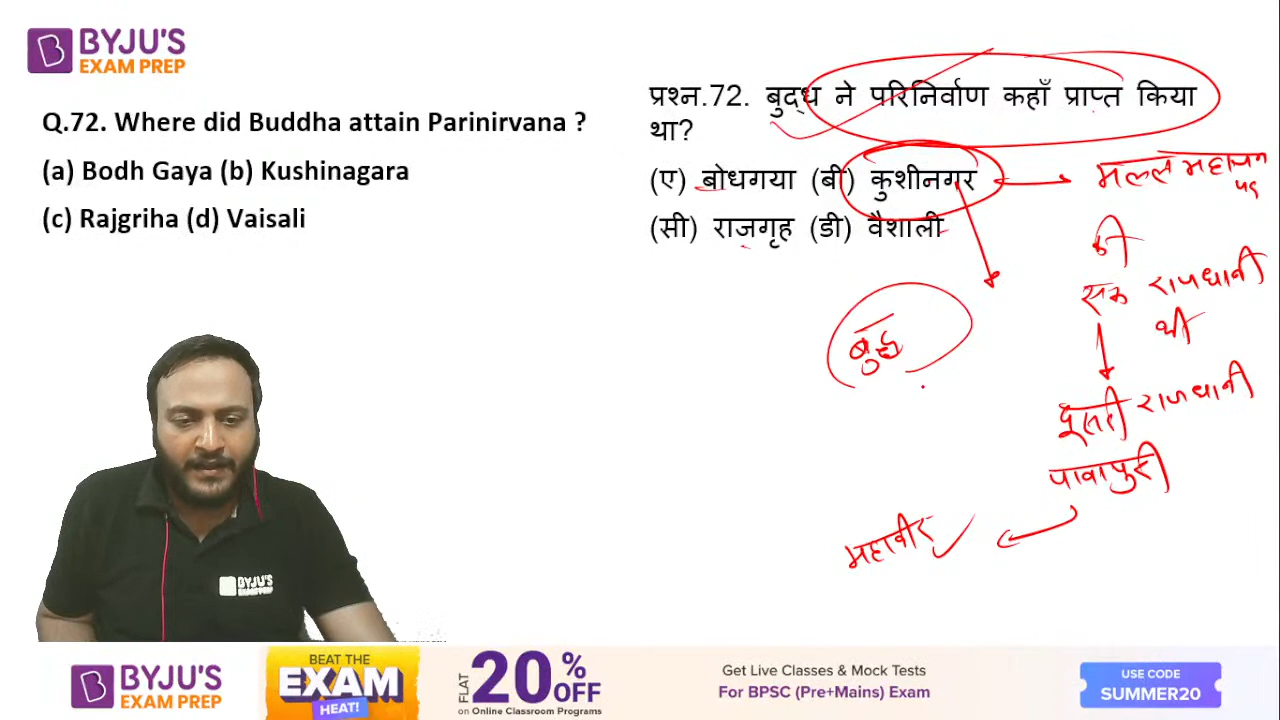 BYJU'S
EXAM PREP
Q.72. Where did Buddha attain Parinirvana ?
(a) Bodh Gaya (b) Kushinagara
(c) Rajgriha (d) Vaisali
प्रश्न.72. बुद्ध ने परिनिर्वाण कहाँ प्राप्त किया
था?
(ए) बोधगया (बी) कुशीनगर
(सी) राजगृह (डी) वैशाली
मल्ल महाजन
पद
की
एक राजधानी
थी
दूसरी राजधानी
पावापुरी
बुद्ध
महावीर
BYJU'S
EXAM PREP
BYJU'S
EXAM PREP
BEAT THE
EXAM
HEAT!
FLAT 20% OFF
on Online Classroom Programs
Get Live Classes & Mock Tests
For BPSC (Pre+Mains) Exam
USE CODE
SUMMER20